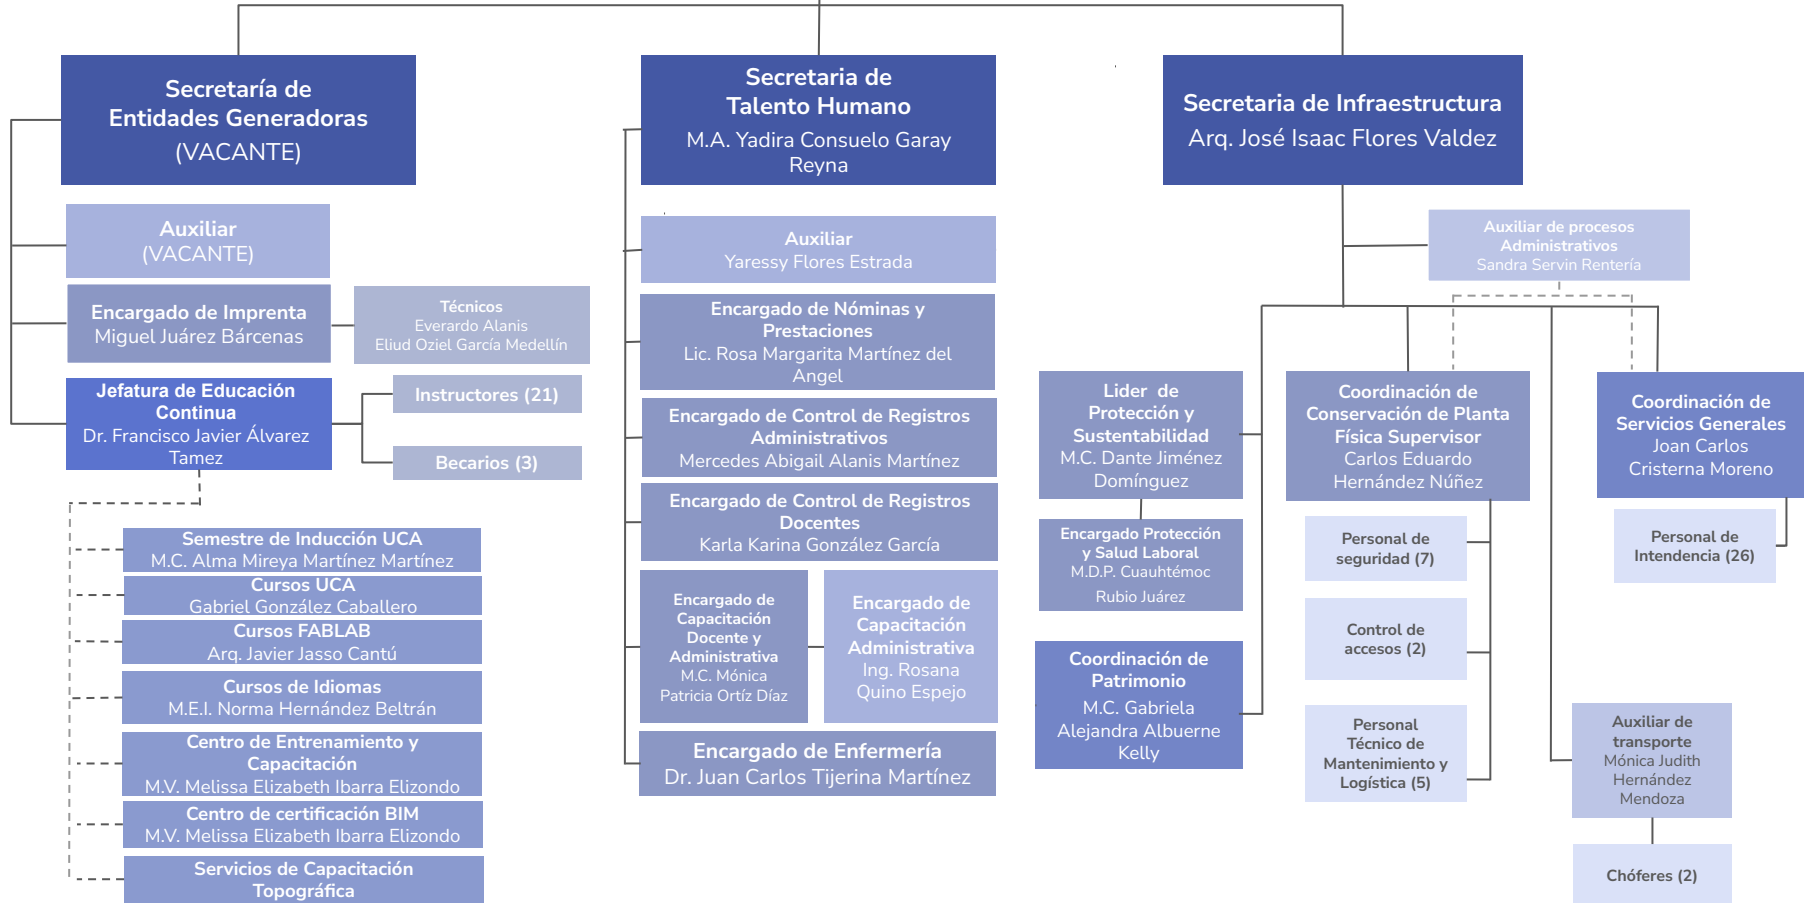 Secretaría de
Entidades Generadoras
(VACANTE)
Auxiliar
(VACANTE)
Encargado de Imprenta
Miguel Juárez Bárcenas
Técnicos
Everardo Alanis
Eliud Oziel García Medellín
Jefatura de Educación
Continua
Dr. Francisco Javier Álvarez
Tamez
Instructores (21)
Becarios (3)
Semestre de Inducción UCA
M.C. Alma Mireya Martínez Martínez
Cursos UCA
Gabriel González Caballero
Cursos FABLAB
Arq. Javier Jasso Cantú
Cursos de Idiomas
M.E.I. Norma Hernández Beltrán
Centro de Entrenamiento y
Capacitación
M.V. Melissa Elizabeth Ibarra Elizondo
Centro de certificación BIM
M.V. Melissa Elizabeth Ibarra Elizondo
Servicios de Capacitación
Topográfica
Secretaria de
Talento Humano
M.A. Yadira Consuelo Garay
Reyna
Auxiliar
Yaressy Flores Estrada
Encargado de Nóminas y
Prestaciones
Lic. Rosa Margarita Martínez del
Angel
Encargado de Control de Registros
Administrativos
Mercedes Abigail Alanis Martínez
Encargado de Control de Registros
Docentes
Karla Karina González García
Encargado de
Capacitación
Docente y
Administrativa
M.C. Mónica
Patricia Ortíz Díaz
Encargado de
Capacitación
Administrativa
Ing. Rosana
Quino Espejo
Encargado de Enfermería
Dr. Juan Carlos Tijerina Martínez
Secretaria de Infraestructura
Arq. José Isaac Flores Valdez
Auxiliar de procesos
Administrativos
Sandra Servin Rentería
Lider de
Protección y
Sustentabilidad
M.C. Dante Jiménez
Domínguez
Encargado Protección
y Salud Laboral
M.D.P. Cuauhtémoc
Rubio Juárez
Coordinación de
Patrimonio
M.C. Gabriela
Alejandra Albuerne
Kelly
Coordinación de
Conservación de Planta
Física Supervisor
Carlos Eduardo
Hernández Núñez
Personal de
seguridad (7)
Control de
accesos (2)
Personal
Técnico de
Mantenimiento y
Logística (5)
Coordinación de
Servicios Generales
Joan Carlos
Cristerna Moreno
Personal de
Intendencia (26)
Auxiliar de
transporte
Mónica Judith
Hernández
Mendoza
Chóferes (2)